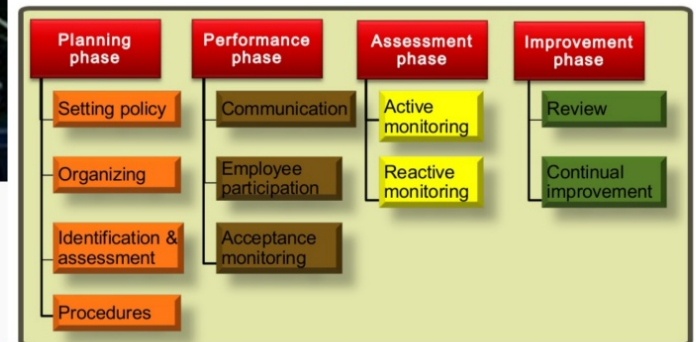 Planning
phase
Setting policy
Organizing
Identification &
assessment
Procedures
Performance
phase
Communication
Employee
participation
Acceptance
monitoring
Assessment
phase
Active
monitoring
Reactive
monitoring
Improvement
phase
Review
Continual
improvement